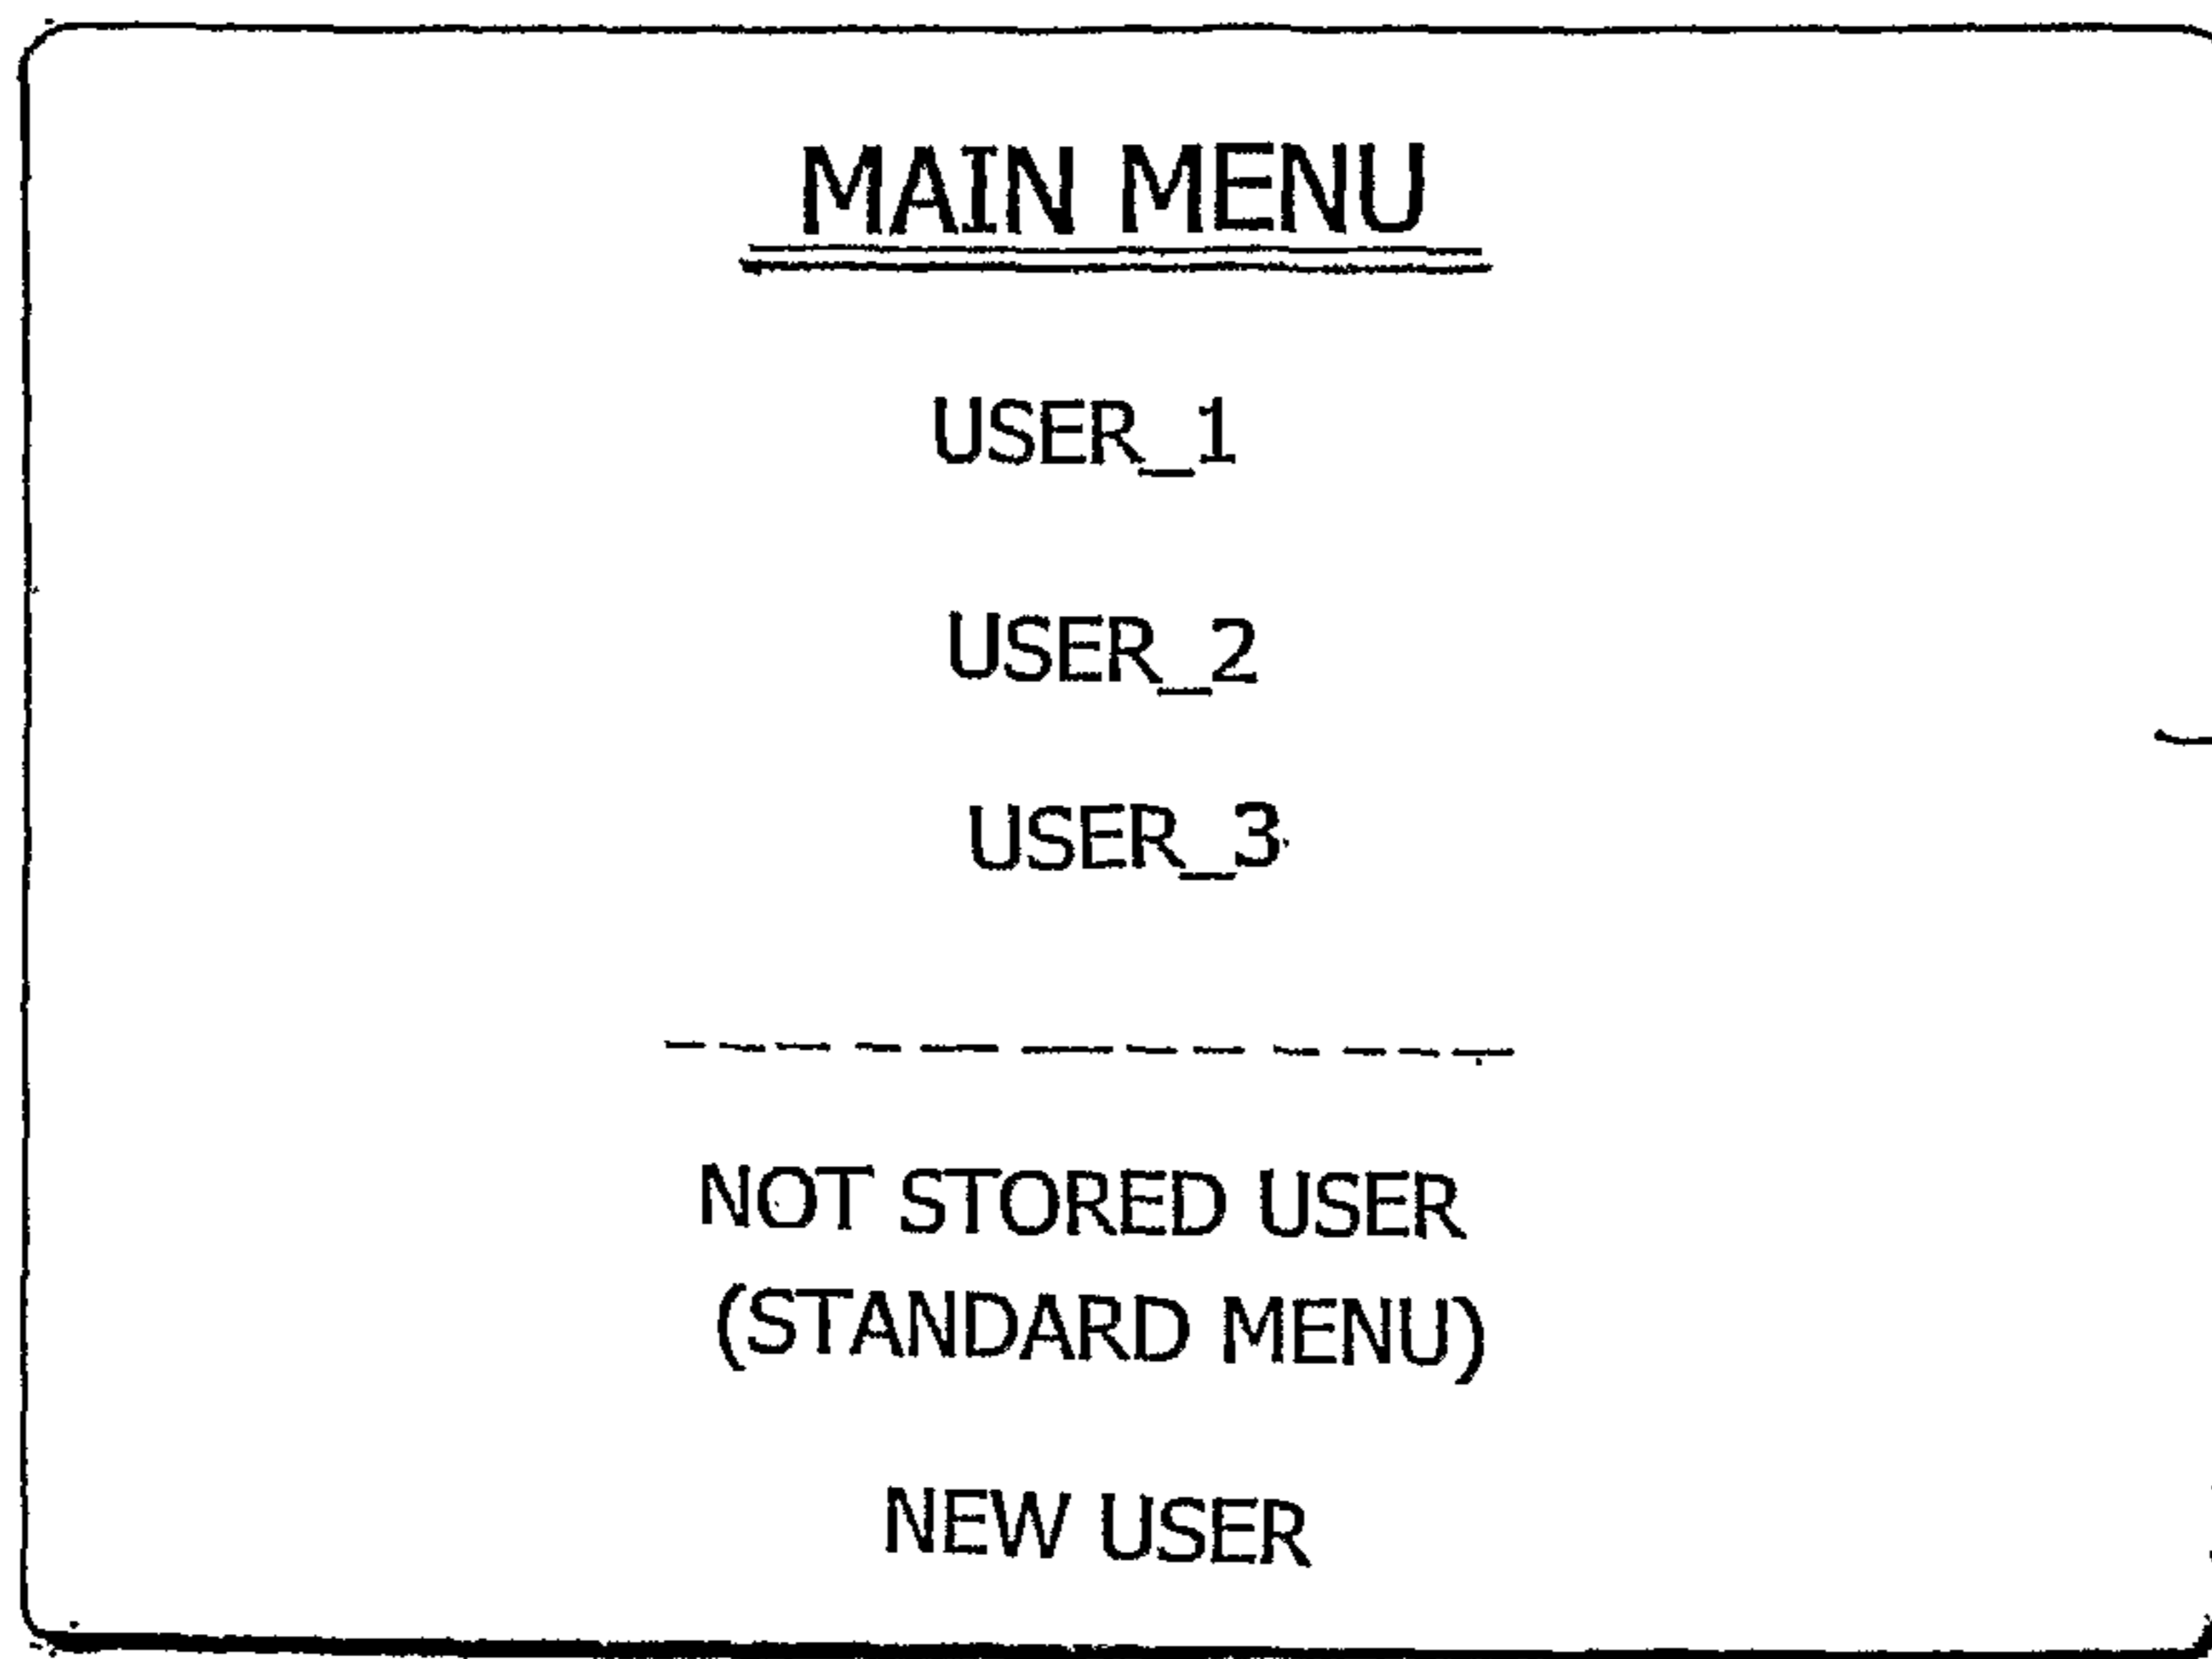 MAIN MENU
USER_1
USER_2
USER_3
NOT STORED USER
(STANDARD MENU)
NEW USER